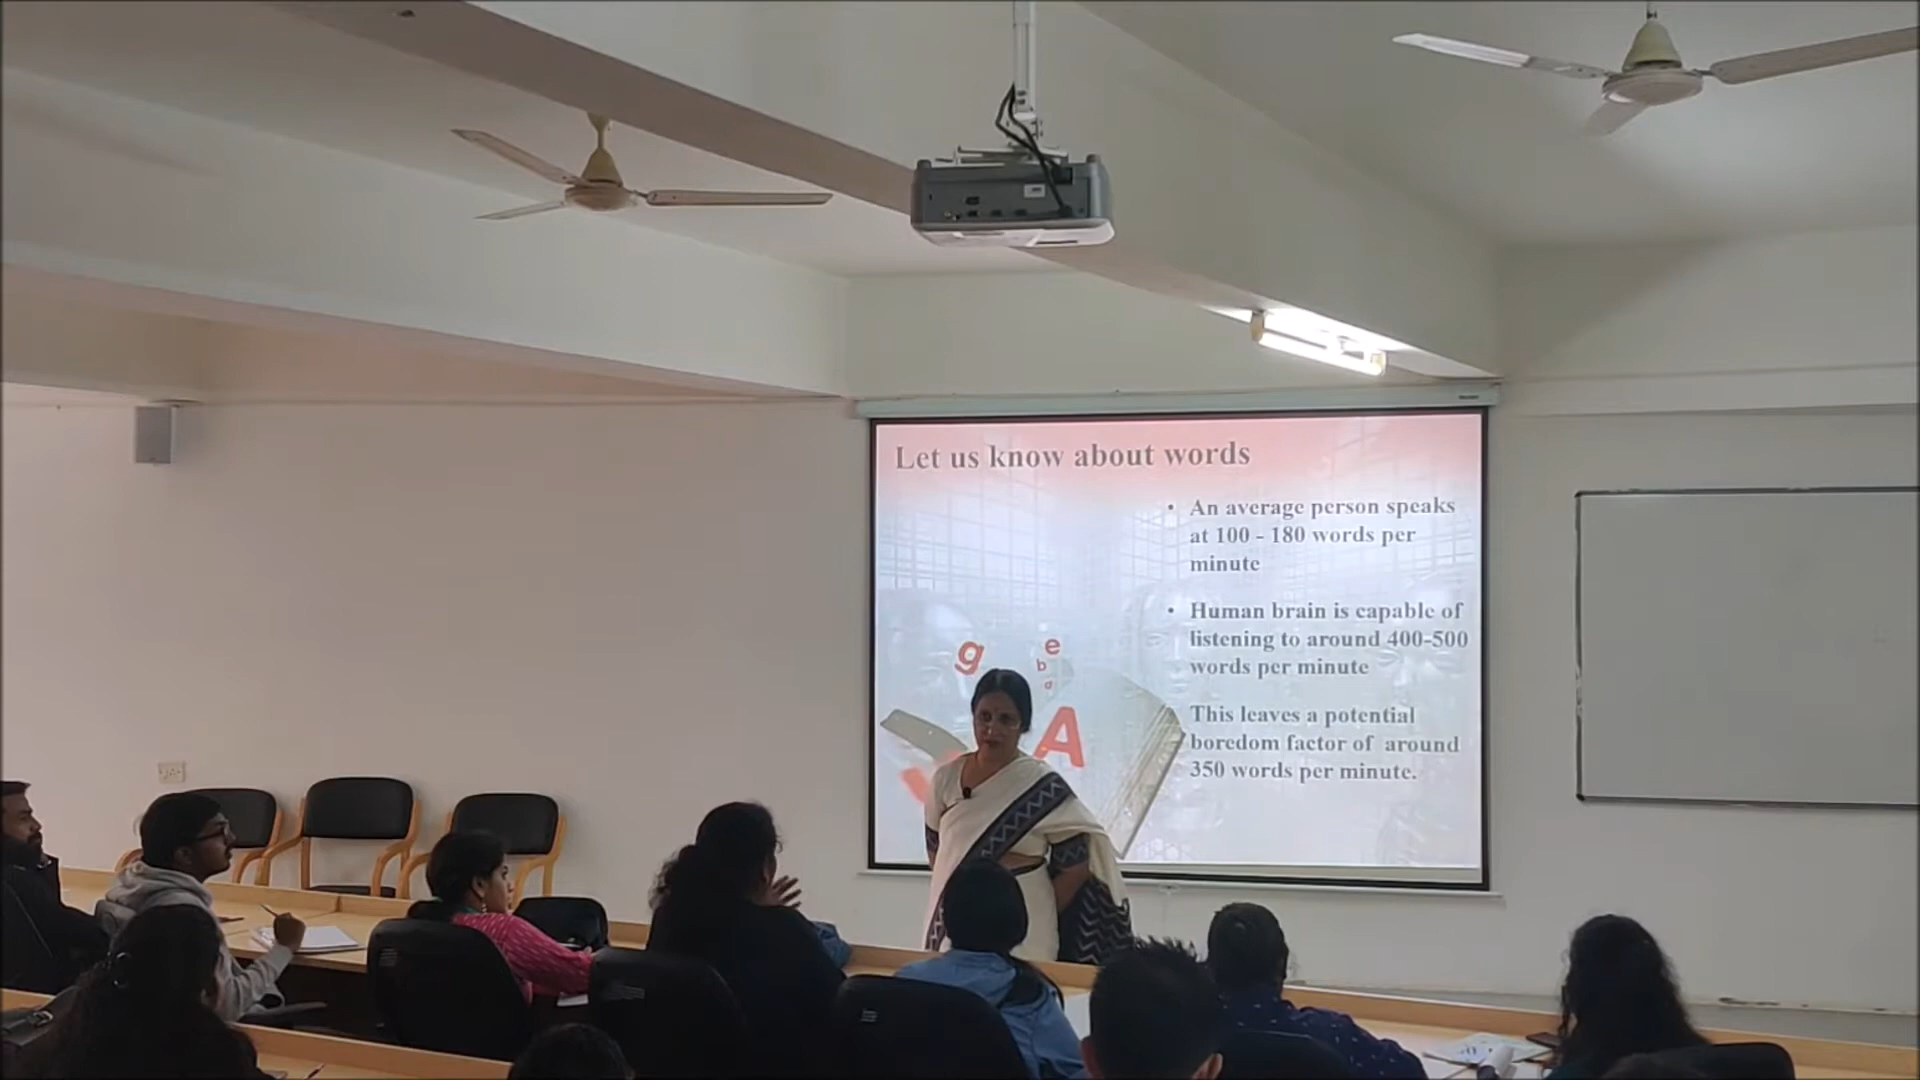 Let us know about words
• An average person speaks
at 100 - 180 words per
minute
• Human brain is capable of
listening to around 400-500
words per minute
This leaves a potential
boredom factor of around
350 words per minute.
g
e
b
a
A